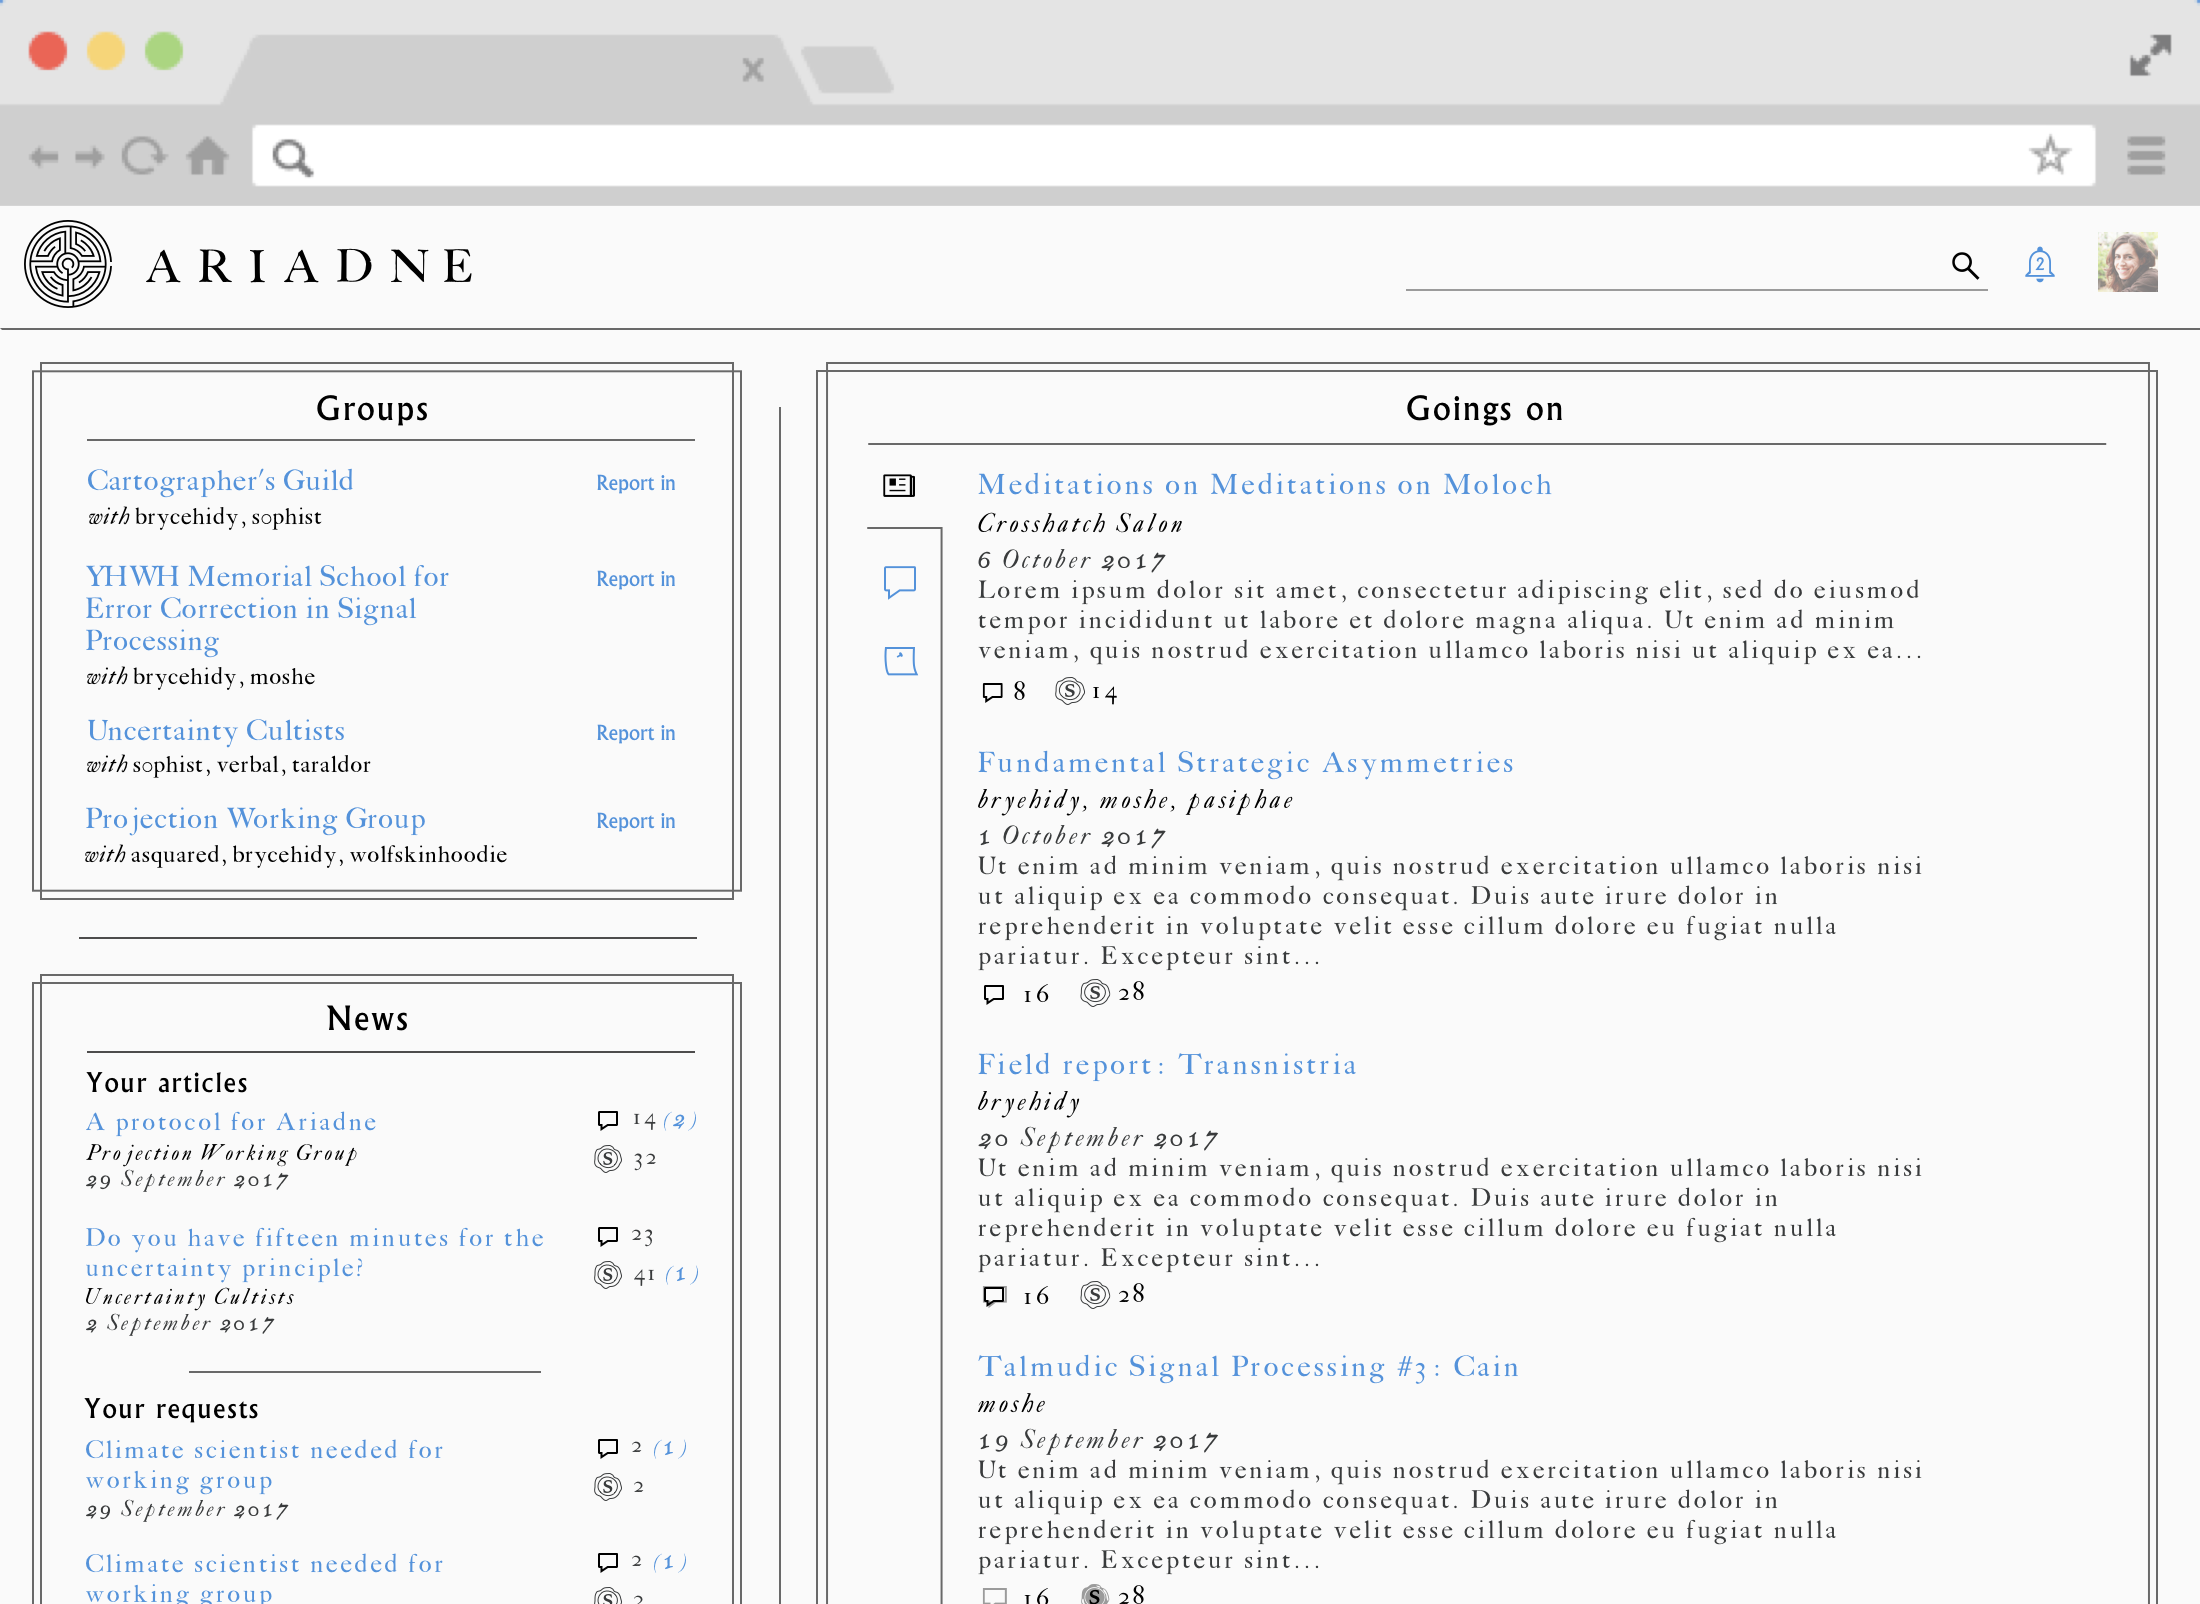 ARIADNE
2
Groups
Cartographer's Guild
Report in
with brycehidy, sophist
YHWH Memorial School for
Error Correction in Signal
Processing
Report in
with brycehidy, moshe
Uncertainty Cultists
Report in
with sophist, verbal, taraldor
Projection Working Group
Report in
with asquared, brycehidy, wolfskinhoodie
News
Your articles
A protocol for Ariadne
14 (2)
Projection Working Group
S 32
29 September 2017
Do you have fifteen minutes for the
uncertainty principle?
23
S 41 (1)
Uncertainty Cultists
2 September 2017
Your requests
Climate scientist needed for
working group
2 (1)
S 2
29 September 2017
Climate scientist needed for
working group
2 (1)
S 2
Goings on
Meditations on Meditations on Moloch
Crosshatch Salon
6 October 2017
Lorem ipsum dolor sit amet, consectetur adipiscing elit, sed do eiusmod
tempor incididunt ut labore et dolore magna aliqua. Ut enim ad minim
veniam, quis nostrud exercitation ullamco laboris nisi ut aliquip ex ea...
8 S 14
Fundamental Strategic Asymmetries
bryehidy, moshe, pasiphae
1 October 2017
Ut enim ad minim veniam, quis nostrud exercitation ullamco laboris nisi
ut aliquip ex ea commodo consequat. Duis aute irure dolor in
reprehenderit in voluptate velit esse cillum dolore eu fugiat nulla
pariatur. Excepteur sint...
16 S 28
Field report: Transnistria
bryehidy
20 September 2017
Ut enim ad minim veniam, quis nostrud exercitation ullamco laboris nisi
ut aliquip ex ea commodo consequat. Duis aute irure dolor in
reprehenderit in voluptate velit esse cillum dolore eu fugiat nulla
pariatur. Excepteur sint...
16 S 28
Talmudic Signal Processing #3: Cain
moshe
19 September 2017
Ut enim ad minim veniam, quis nostrud exercitation ullamco laboris nisi
ut aliquip ex ea commodo consequat. Duis aute irure dolor in
reprehenderit in voluptate velit esse cillum dolore eu fugiat nulla
pariatur. Excepteur sint...
16 S 28